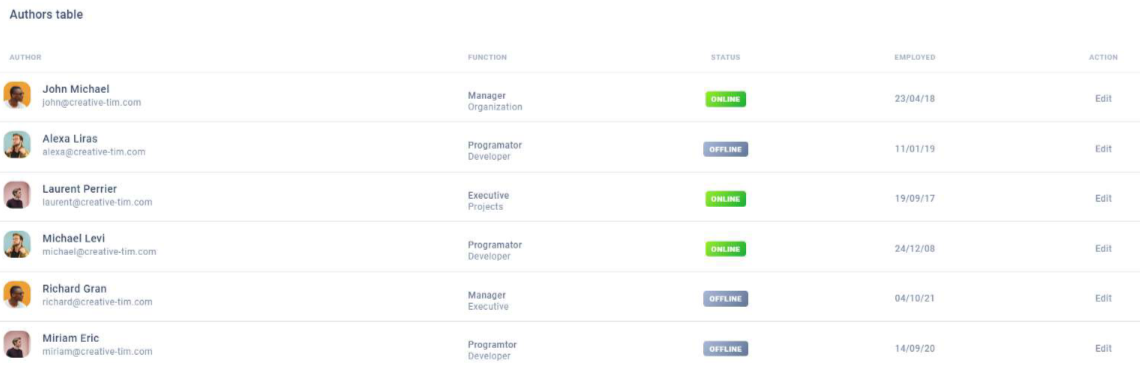 Authors table
AUTHOR FUNCTION STATUS EMPLOYED ACTION
John Michael
john@creative-tim.com
Manager
Organization
ONLINE
23/04/18
Edit
Alexa Liras
alexa@creative-tim.com
Programator
Developer
OFFLINE
11/01/19
Edit
Laurent Perrier
laurent@creative-tim.com
Executive
Projects
ONLINE
19/09/17
Edit
Michael Levi
michael@creative-tim.com
Programator
Developer
ONLINE
24/12/08
Edit
Richard Gran
richard@creative-tim.com
Manager
Executive
OFFLINE
04/10/21
Edit
Miriam Eric
miriam@creative-tim.com
Programtor
Developer
OFFLINE
14/09/20
Edit